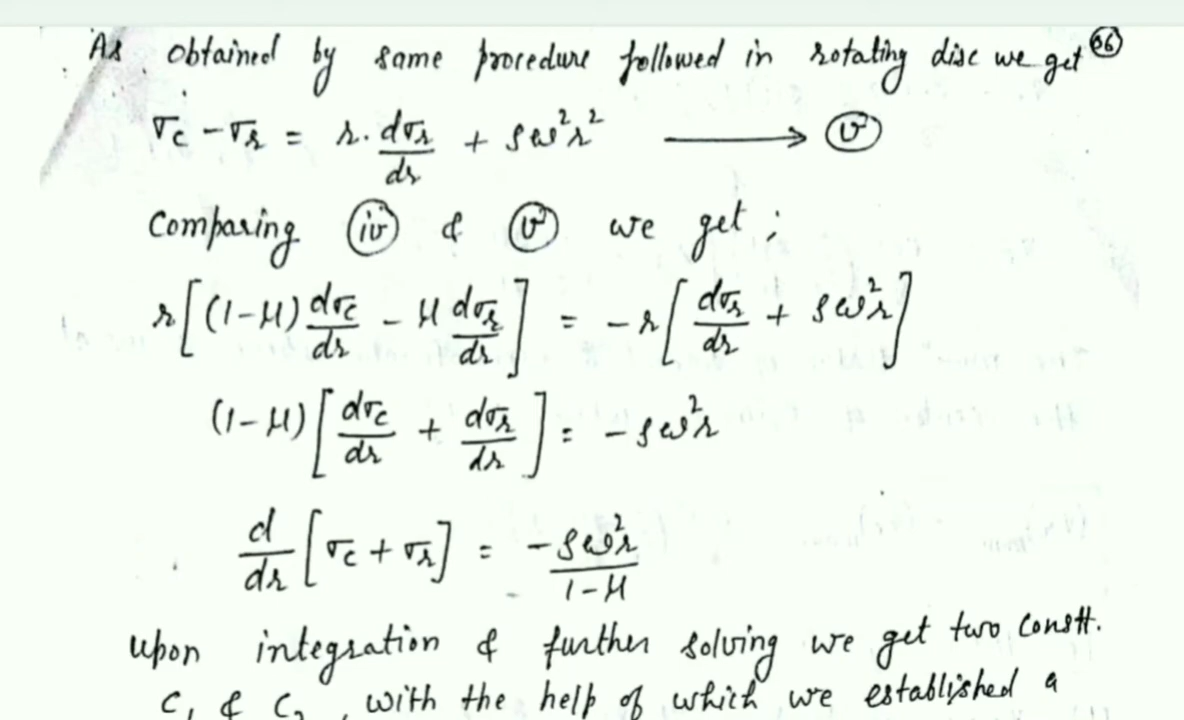 As obtained by same procedure followed in rotating disc we get 66
σc - σr = r. dσr/dr + ρω²r² ⟶ (v)
Comparing (iv) & (v) we get ;
r[(1-μ) dσc/dr - μ dσr/dr] = -r[dσr/dr + ρω²r]
(1-μ)[dσc/dr + dσr/dr] = -ρω²r
d/dr [σc + σr] = -ρω²r/1-μ
Upon integration & further solving we get two constt.
C₁ & C₂, with the help of which we established a